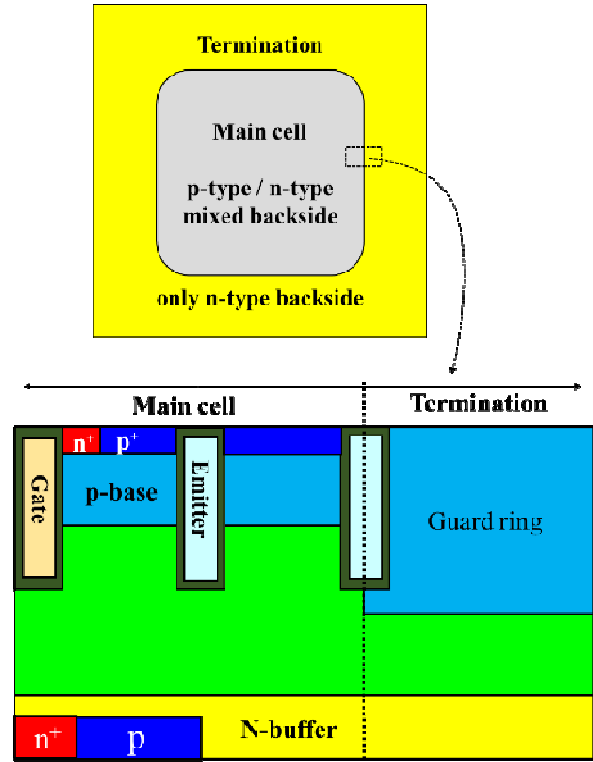 Termination
Main cell
p-type / n-type
mixed backside
only n-type backside
Main cell
Termination
n+
p+
Gate
p-base
Emitter
Guard ring
N-buffer
n+
p